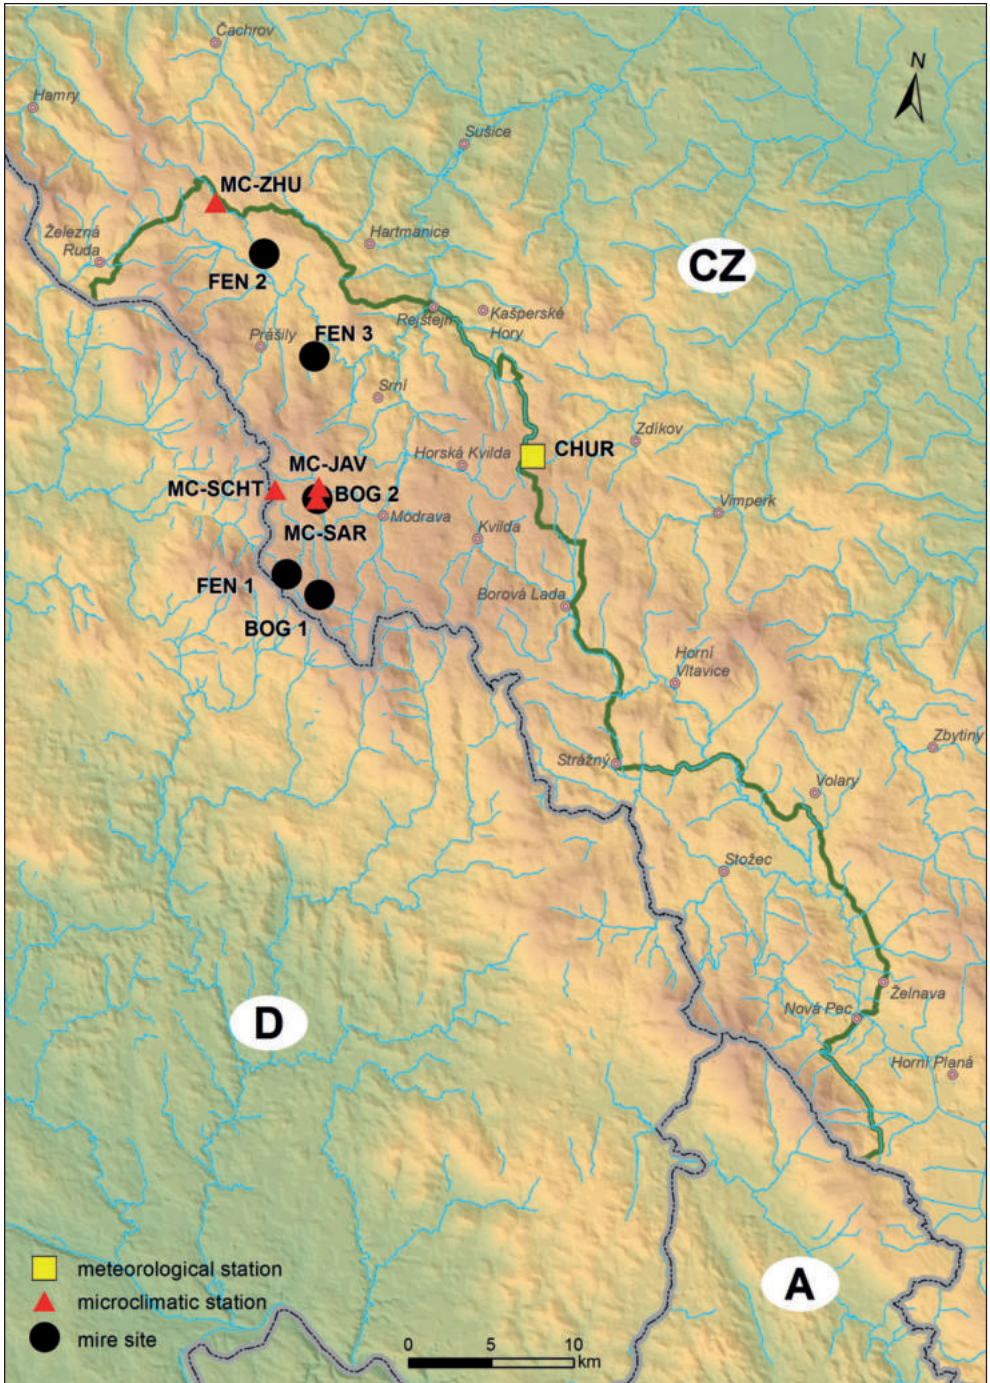 Čachrov
N
Hamry
Sušice
MC-ZHU
Železná
Ruda
Hartmanice
CZ
FEN 2
Rejštejn
Kašperské
Hory
FEN 3
Prášily
Srní
Zdíkov
CHUR
Horská Kvilda
MC-JAV
MC-SCHT
BOG 2
Modrava
Vimperk
MC-SAR
Kvilda
FEN 1
Borová Lada
BOG 1
Horní
Vltavice
Zbytiny
Strážný
Volary
Stožec
Želnava
Nová Pec
D
Horní Planá
meteorological station
A
microclimatic station
mire site
0 5 10
km